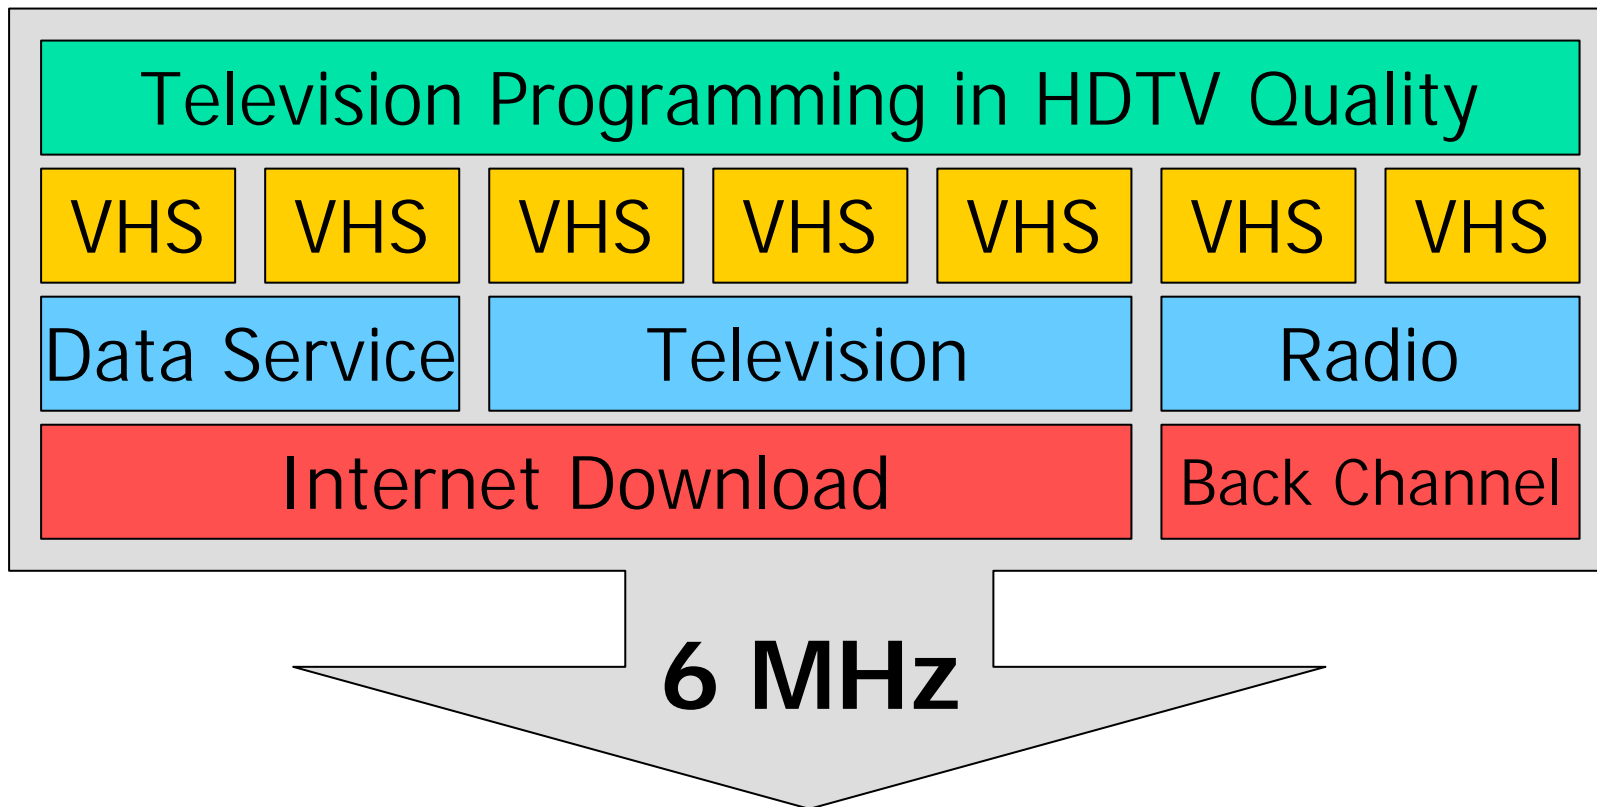 Television Programming in HDTV Quality
VHS VHS VHS VHS VHS VHS VHS
Data Service Television Radio
Internet Download Back Channel
6 MHz